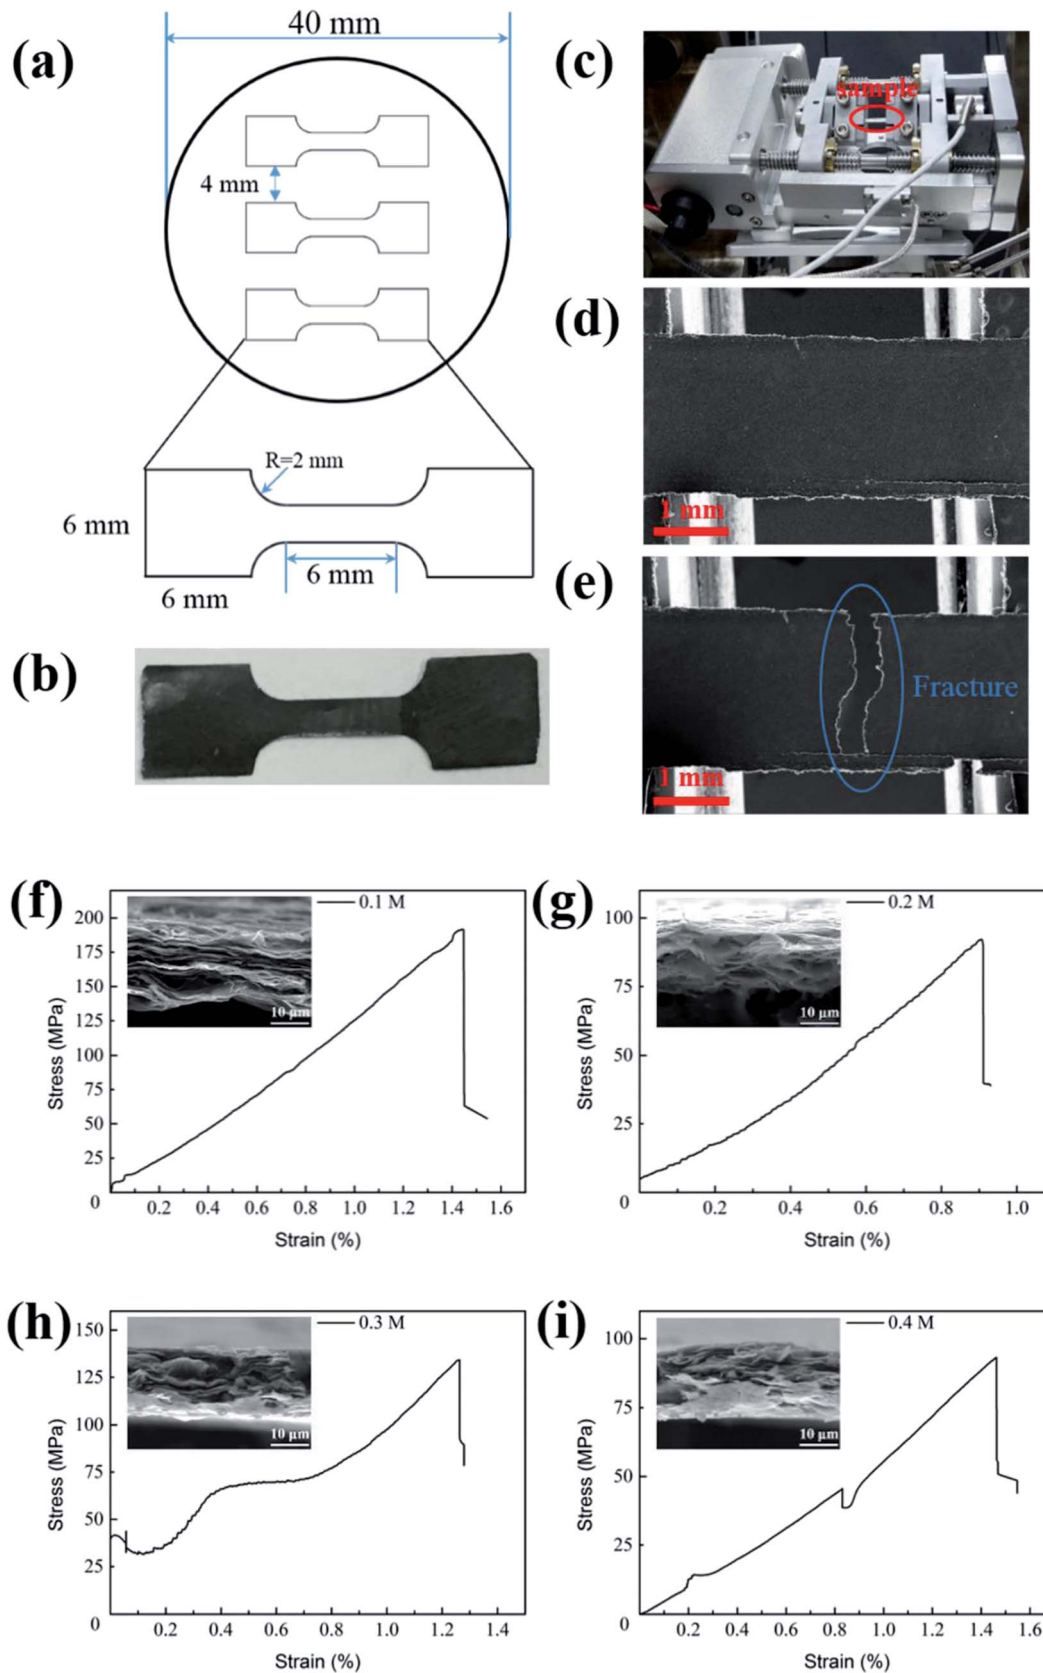 (a)
40 mm
4 mm
R=2 mm
6 mm
6 mm
6 mm
(b)
(c)
sample
(d)
1 mm
(e)
Fracture
1 mm
(f)
0.1 M
10 µm
200
175
150
125
100
75
50
25
0
0.2 0.4 0.6 0.8 1.0 1.2 1.4 1.6
Stress (MPa)
Strain (%)
(g)
0.2 M
10 µm
100
75
50
25
0
0.2 0.4 0.6 0.8 1.0
Stress (MPa)
Strain (%)
(h)
0.3 M
10 µm
150
125
100
75
50
25
0
0.2 0.4 0.6 0.8 1.0 1.2 1.4
Stress (MPa)
Strain (%)
(i)
0.4 M
10 µm
100
75
50
25
0
0.2 0.4 0.6 0.8 1.0 1.2 1.4 1.6
Stress (MPa)
Strain (%)